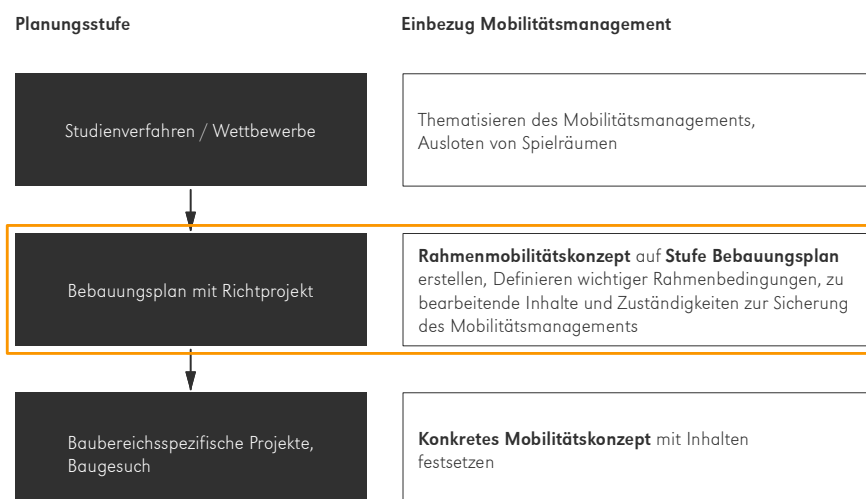 Planungsstufe
Einbezug Mobilitätsmanagement
Studienverfahren / Wettbewerbe
Thematisieren des Mobilitätsmanagements,
Ausloten von Spielräumen
Bebauungsplan mit Richtprojekt
Rahmenmobilitätskonzept auf Stufe Bebauungsplan
erstellen, Definieren wichtiger Rahmenbedingungen, zu
bearbeitende Inhalte und Zuständigkeiten zur Sicherung
des Mobilitätsmanagements
Baubereichsspezifische Projekte,
Baugesuch
Konkretes Mobilitätskonzept mit Inhalten
festsetzen